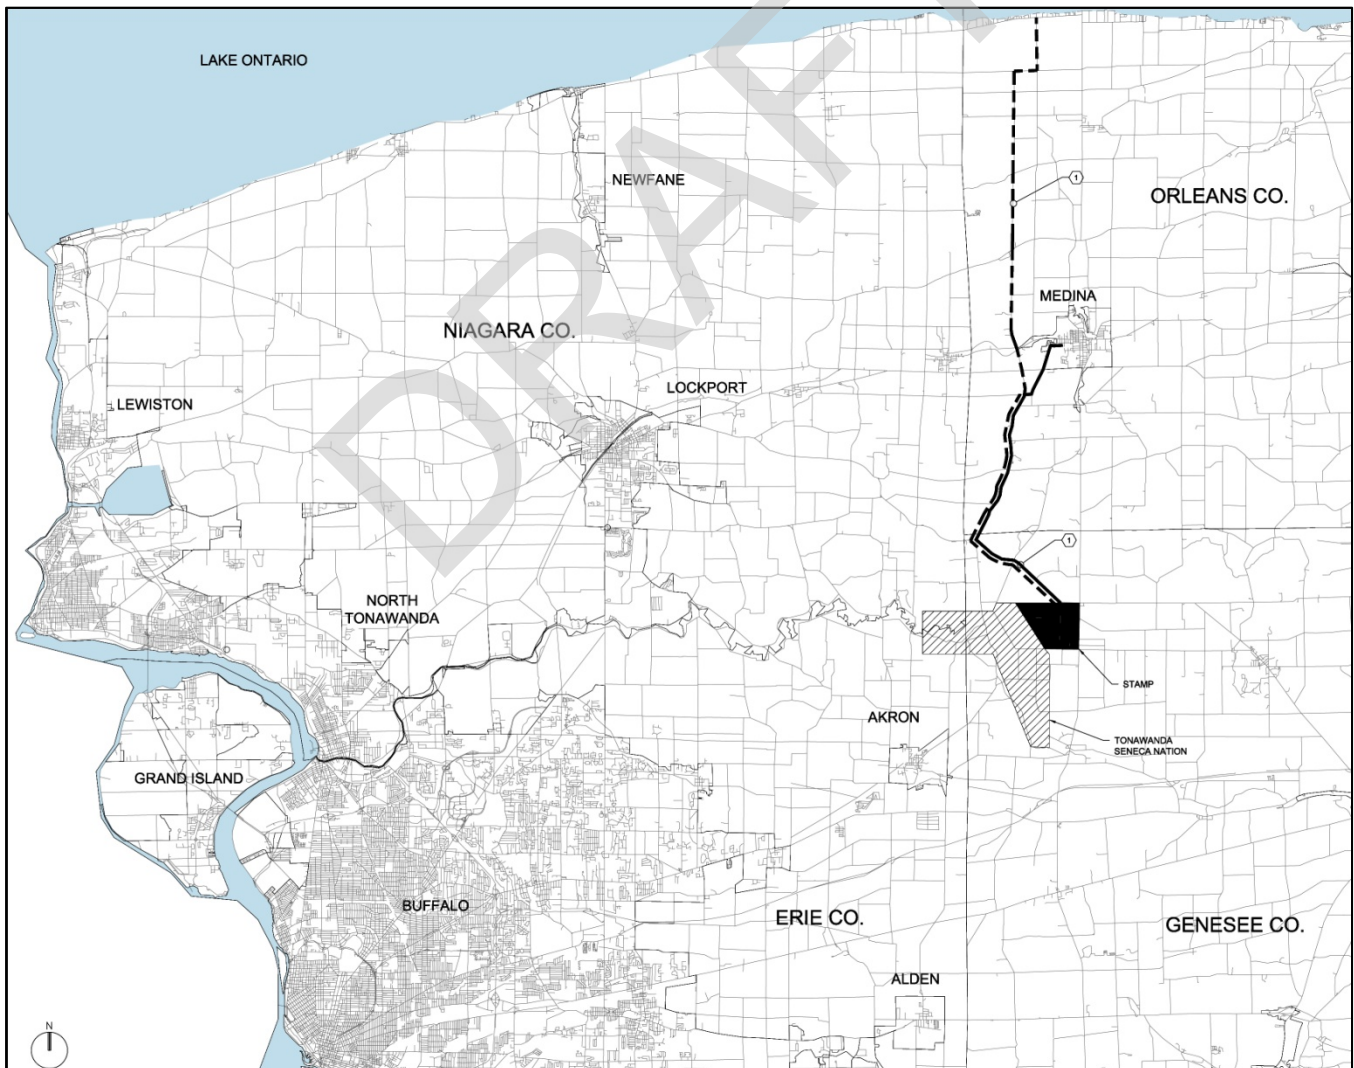 LAKE ONTARIO
DRAF
NEWFANE
1
ORLEANS CO.
MEDINA
NIAGARA CO.
LOCKPORT
LEWISTON
1
NORTH
TONAWANDA
STAMP
AKRON
TONAWANDA
SENECA NATION
GRAND ISLAND
BUFFALO
ERIE CO.
GENESEE CO.
ALDEN
N